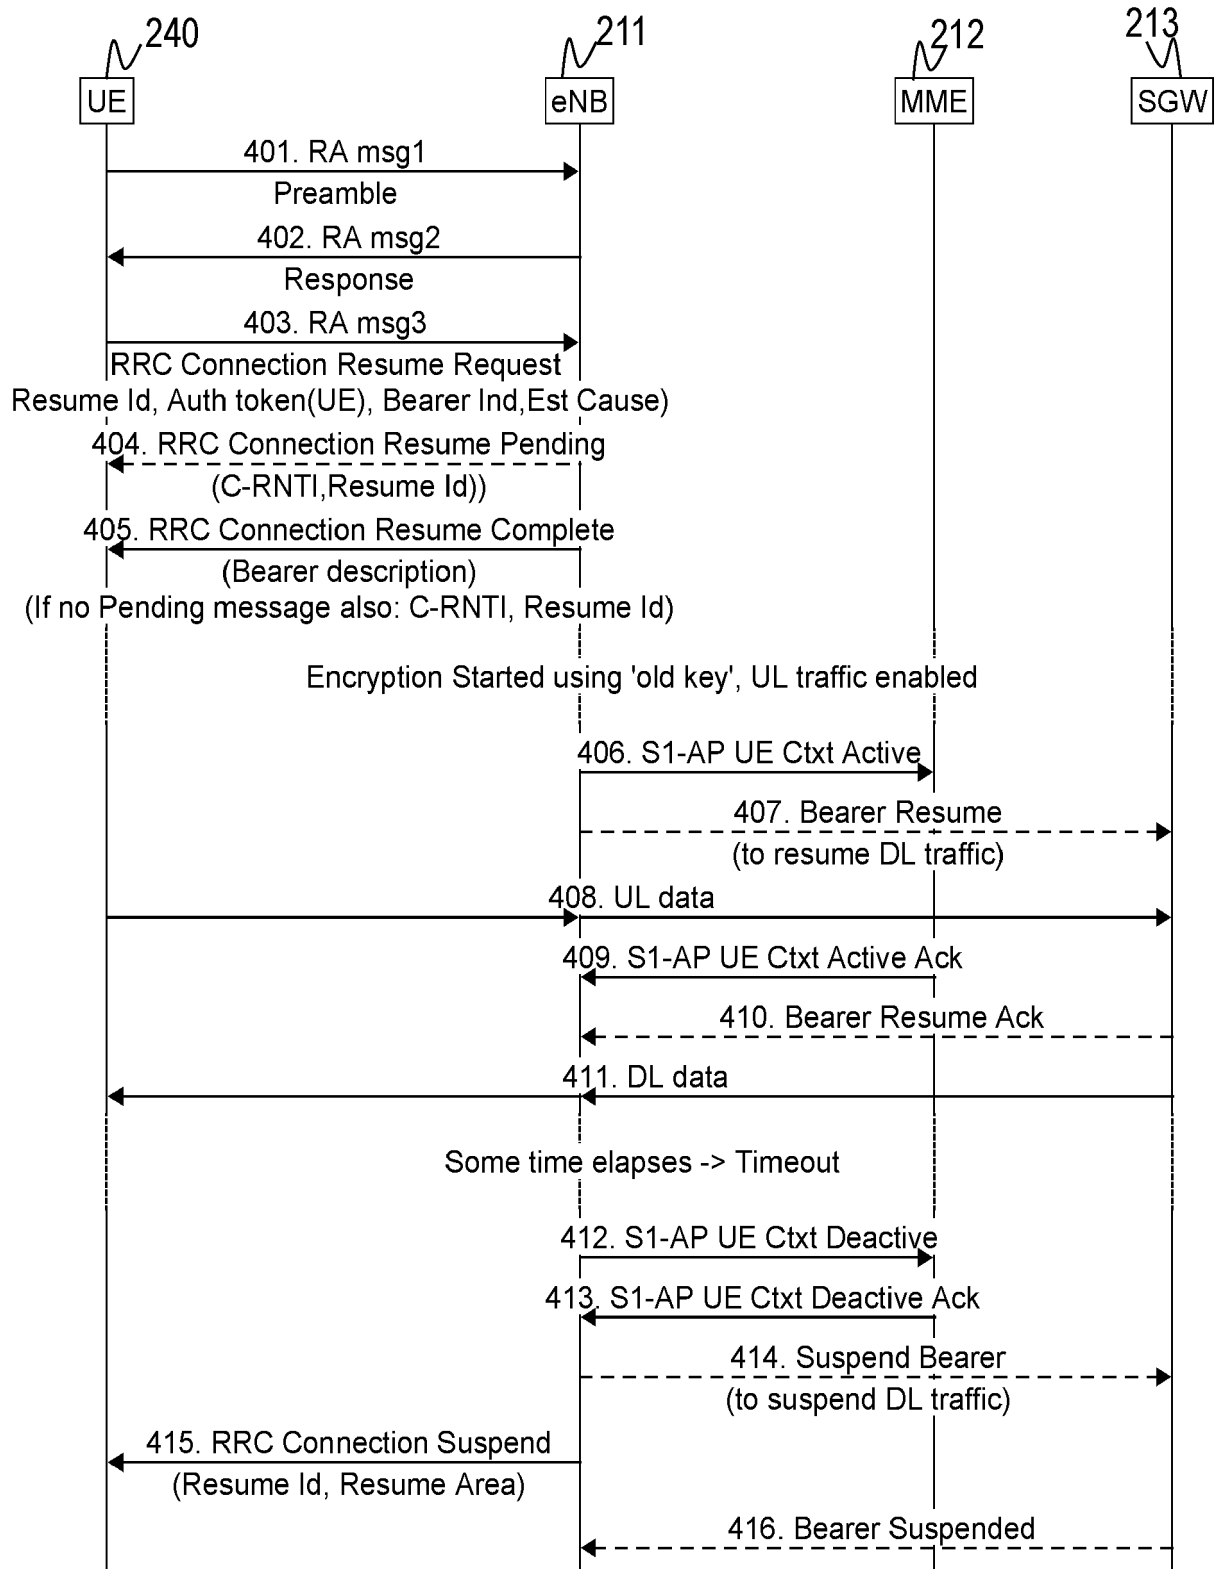 240
211
212
213
UE
eNB
MME
SGW
401. RA msg1
Preamble
402. RA msg2
Response
403. RA msg3
RRC Connection Resume Request
Resume Id, Auth token(UE), Bearer Ind,Est Cause)
404. RRC Connection Resume Pending
(C-RNTI,Resume Id))
405. RRC Connection Resume Complete
(Bearer description)
(If no Pending message also: C-RNTI, Resume Id)
Encryption Started using 'old key', UL traffic enabled
406. S1-AP UE Ctxt Active
407. Bearer Resume
(to resume DL traffic)
408. UL data
409. S1-AP UE Ctxt Active Ack
410. Bearer Resume Ack
411. DL data
Some time elapses -> Timeout
412. S1-AP UE Ctxt Deactive
413. S1-AP UE Ctxt Deactive Ack
414. Suspend Bearer
(to suspend DL traffic)
415. RRC Connection Suspend
(Resume Id, Resume Area)
416. Bearer Suspended